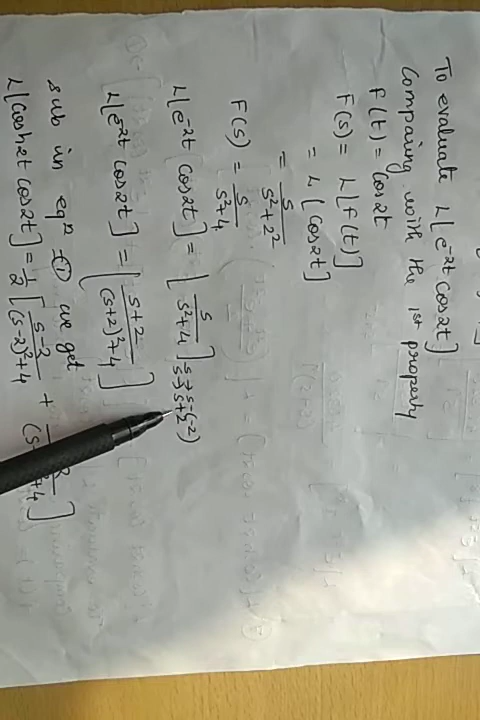 To evaluate L[e^-2t cos2t]
Comparing with the 1st property
f(t) = Cos2t
F(s) = L[f(t)]
= L[Cos2t]
= s/(s²+2²)
F(s) = s/(s²+4)
L[e^-2t cos2t] = [s/(s²+4)] s→s-(-2) s→s+2
L[e^-2t cos2t] = [(s+2)/((s+2)²+4)]
sub in eqn ① we get
L[Cosh2t cos2t] = 1/2 [(s-2)/((s-2)²+4) +